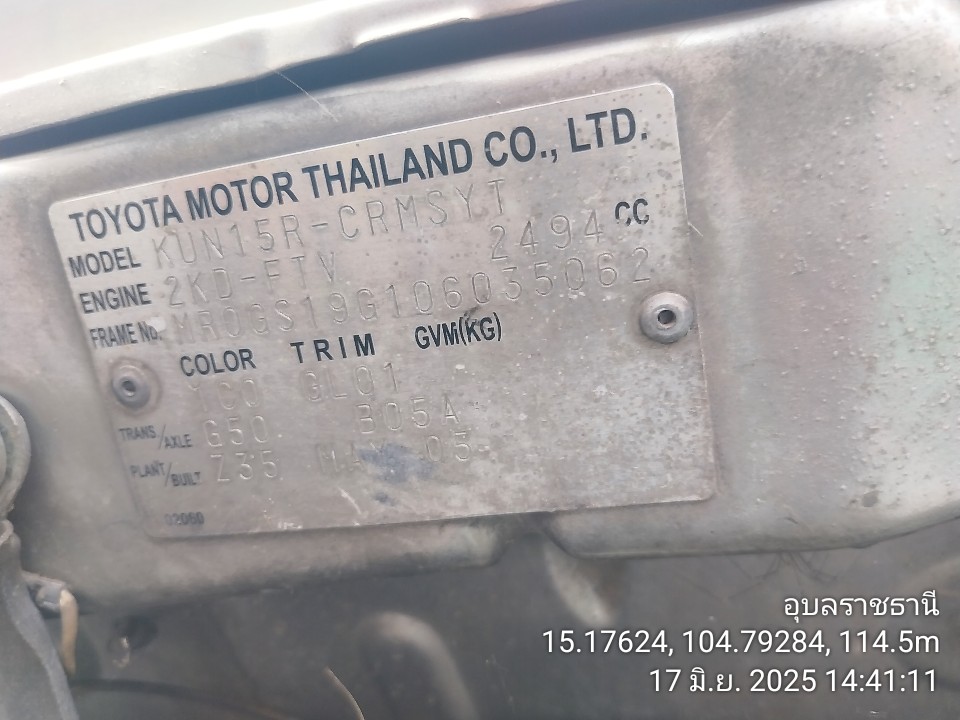 TOYOTA MOTOR THAILAND CO., LTD.
MODEL KUN15R-CRMSYT
ENGINE 2KD-FTV 2494 CC
FRAME No. MR0GS19G106035062
COLOR TRIM GVM(KG)
1C0 GL01
TRANS/AXLE G50 B05A
PLANT/BUILT Z35 05
02060
อุบลราชธานี
15.17624, 104.79284, 114.5m
17 มิ.ย. 2025 14:41:11